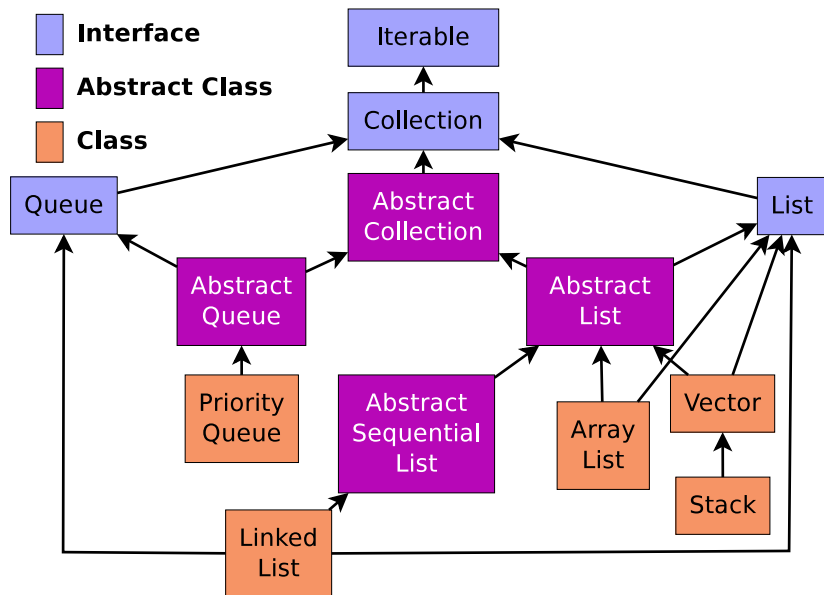 Interface
Abstract Class
Class
Iterable
Collection
Queue
Abstract
Collection
List
Abstract
Queue
Abstract
List
Priority
Queue
Abstract
Sequential
List
Array
List
Vector
Stack
Linked
List